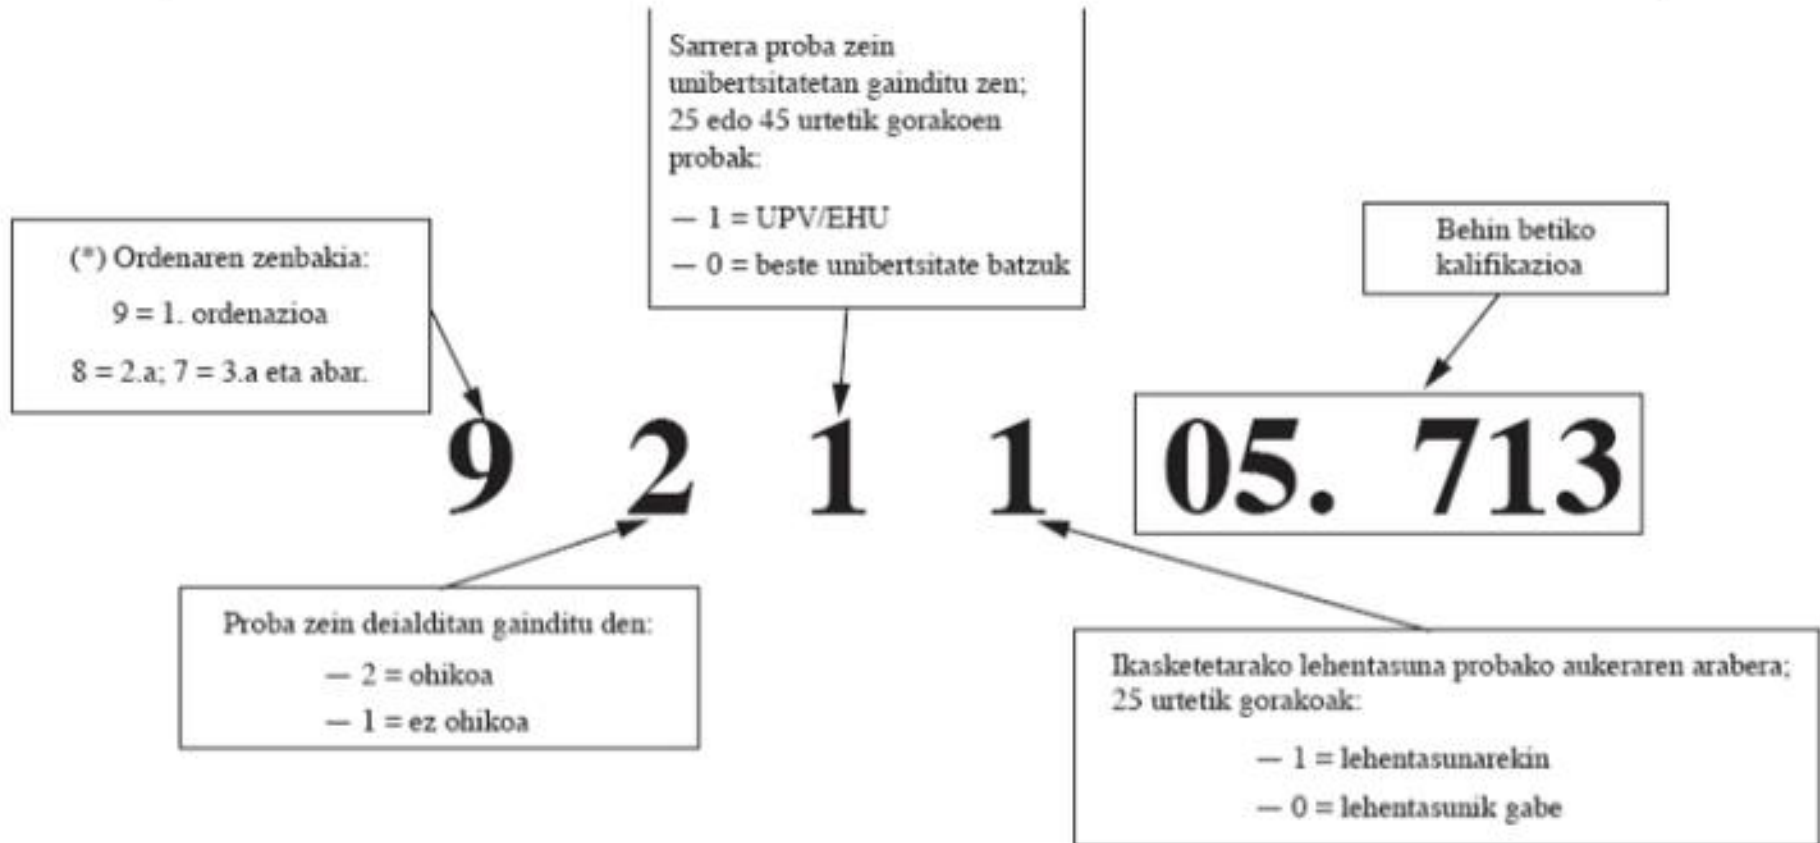 Sarrera proba zein
unibertsitatetan gainditu zen;
25 edo 45 urtetik gorakoen
probak:
— 1 = UPV/EHU
— 0 = beste unibertsitate batzuk
(*) Ordenaren zenbakia:
9 = 1. ordenazioa
8 = 2.a; 7 = 3.a eta abar.
Behin betiko
kalifikazioa
9 2 1 1 05. 713
Proba zein deialditan gainditu den:
— 2 = ohikoa
— 1 = ez ohikoa
Ikasketetarako lehentasuna probako aukeraren arabera;
25 urtetik gorakoak:
— 1 = lehentasunarekin
— 0 = lehentasunik gabe